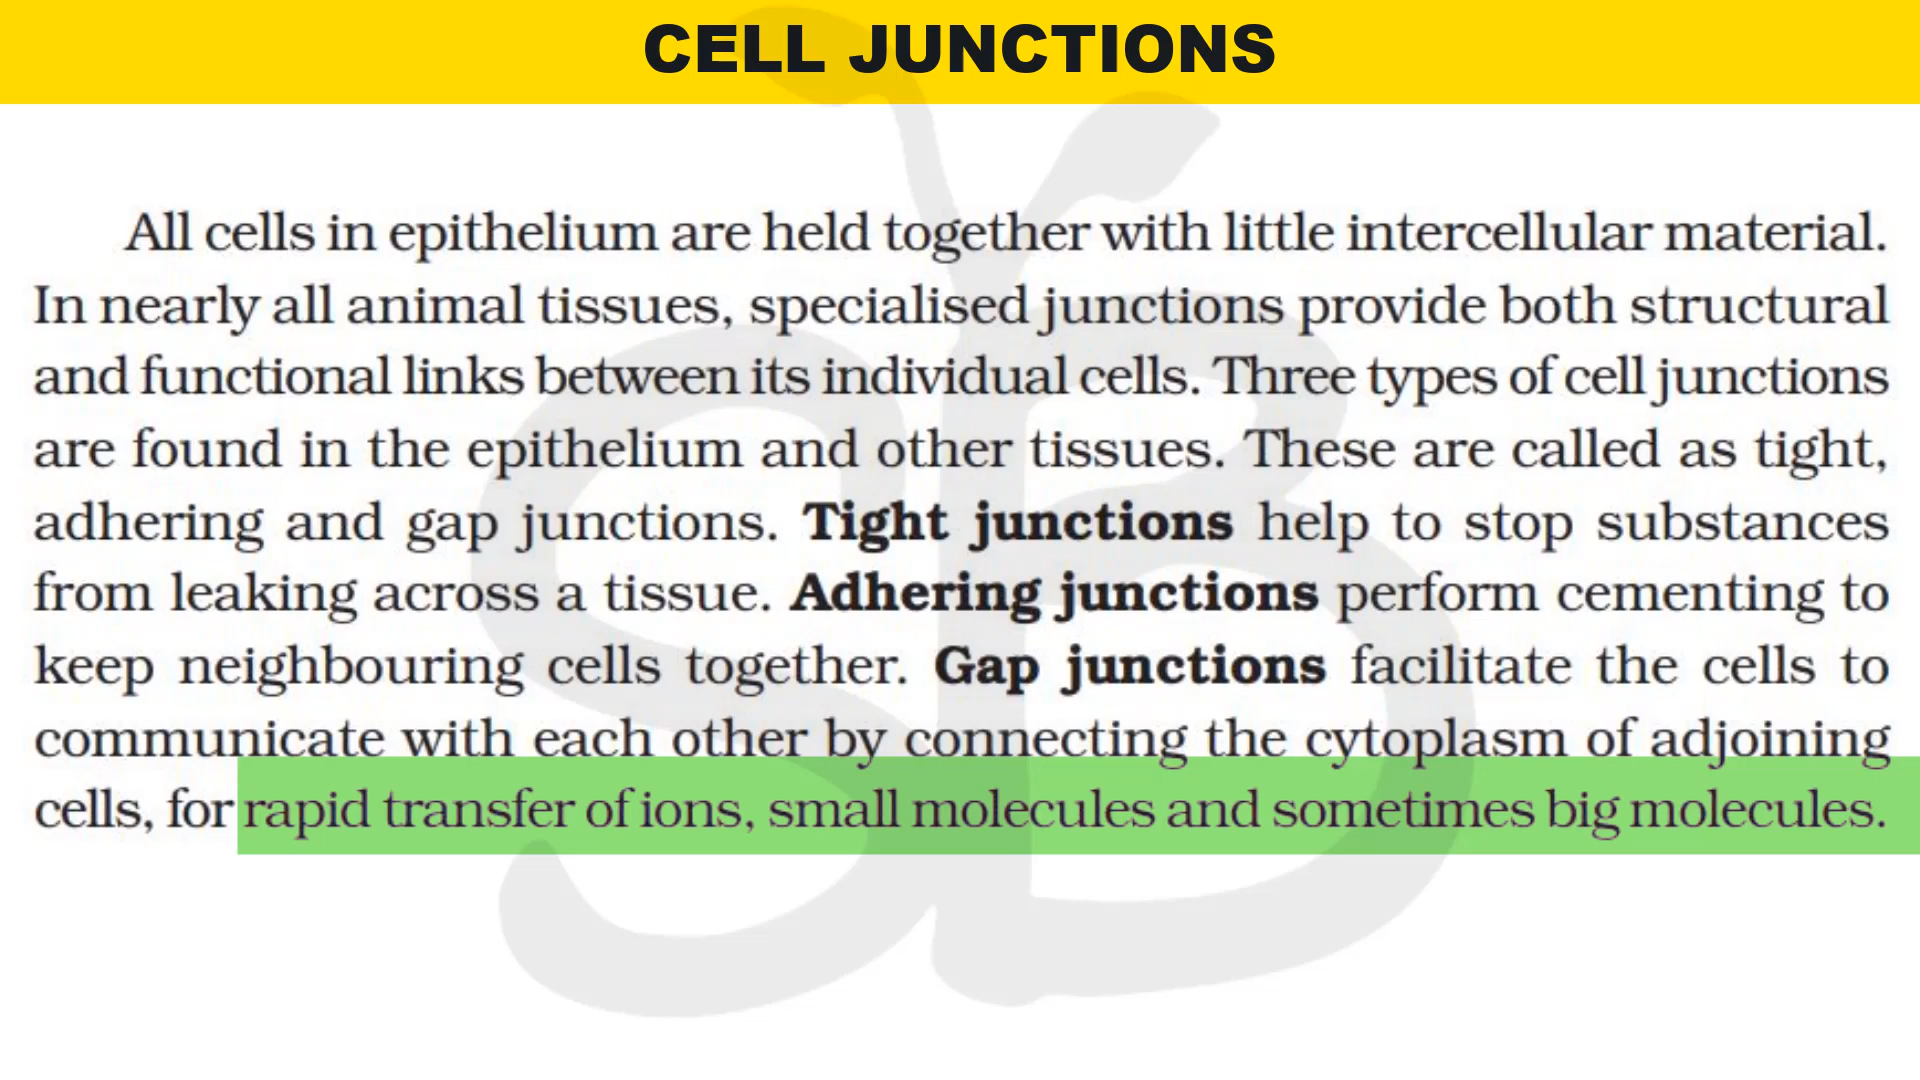 CELL JUNCTIONS
All cells in epithelium are held together with little intercellular material.
In nearly all animal tissues, specialised junctions provide both structural
and functional links between its individual cells. Three types of cell junctions
are found in the epithelium and other tissues. These are called as tight,
adhering and gap junctions. Tight junctions help to stop substances
from leaking across a tissue. Adhering junctions perform cementing to
keep neighbouring cells together. Gap junctions facilitate the cells to
communicate with each other by connecting the cytoplasm of adjoining
cells, for rapid transfer of ions, small molecules and sometimes big molecules.
SB